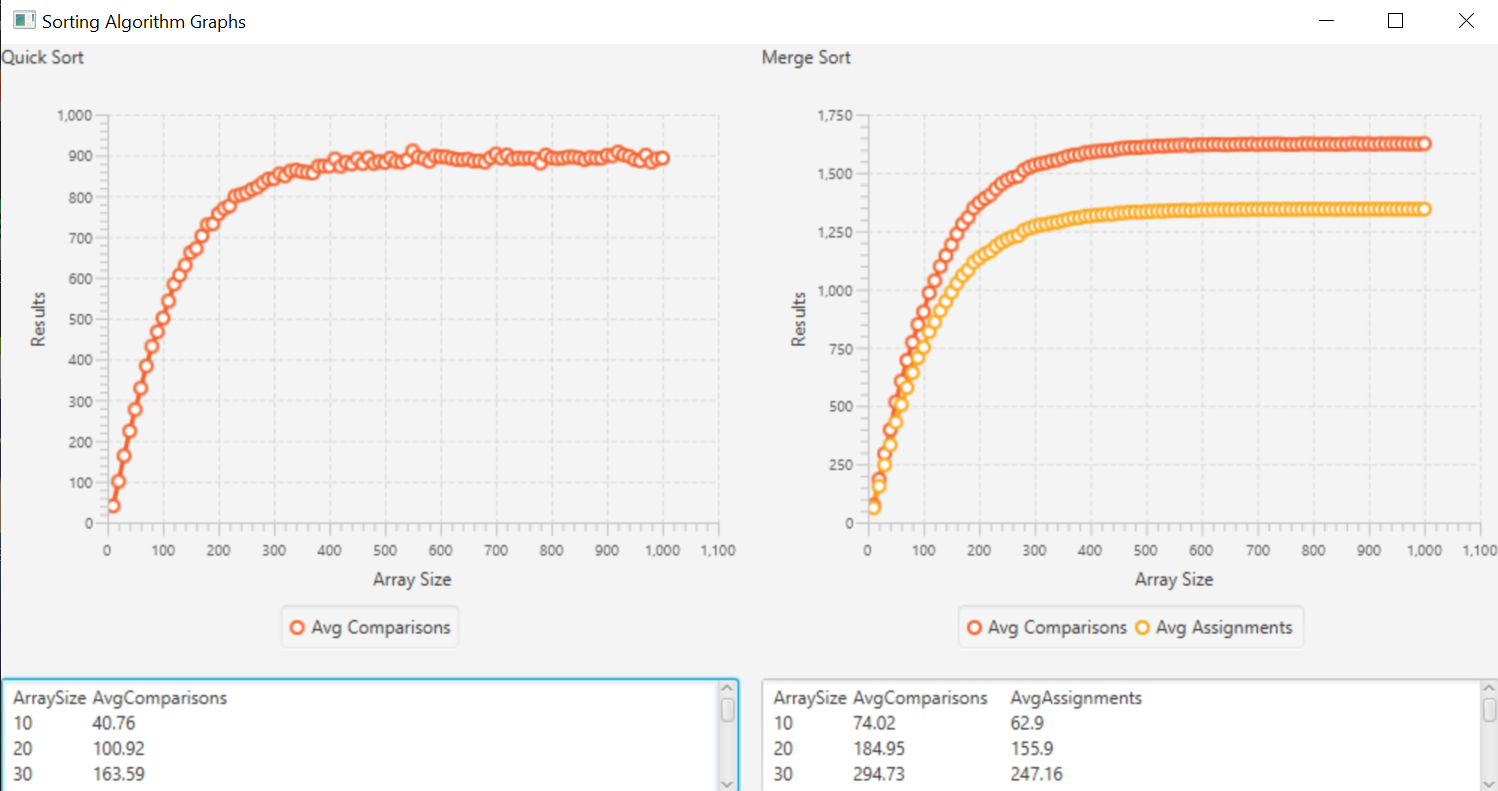 Sorting Algorithm Graphs
Quick Sort
1,000
900
800
700
600
500
400
300
200
100
0
Results
0 100 200 300 400 500 600 700 800 900 1,000 1,100
Array Size
Avg Comparisons
ArraySize AvgComparisons
10 40.76
20 100.92
30 163.59
Merge Sort
1,750
1,500
1,250
1,000
750
500
250
0
Results
0 100 200 300 400 500 600 700 800 900 1,000 1,100
Array Size
Avg Comparisons Avg Assignments
ArraySize AvgComparisons AvgAssignments
10 74.02 62.9
20 184.95 155.9
30 294.73 247.16